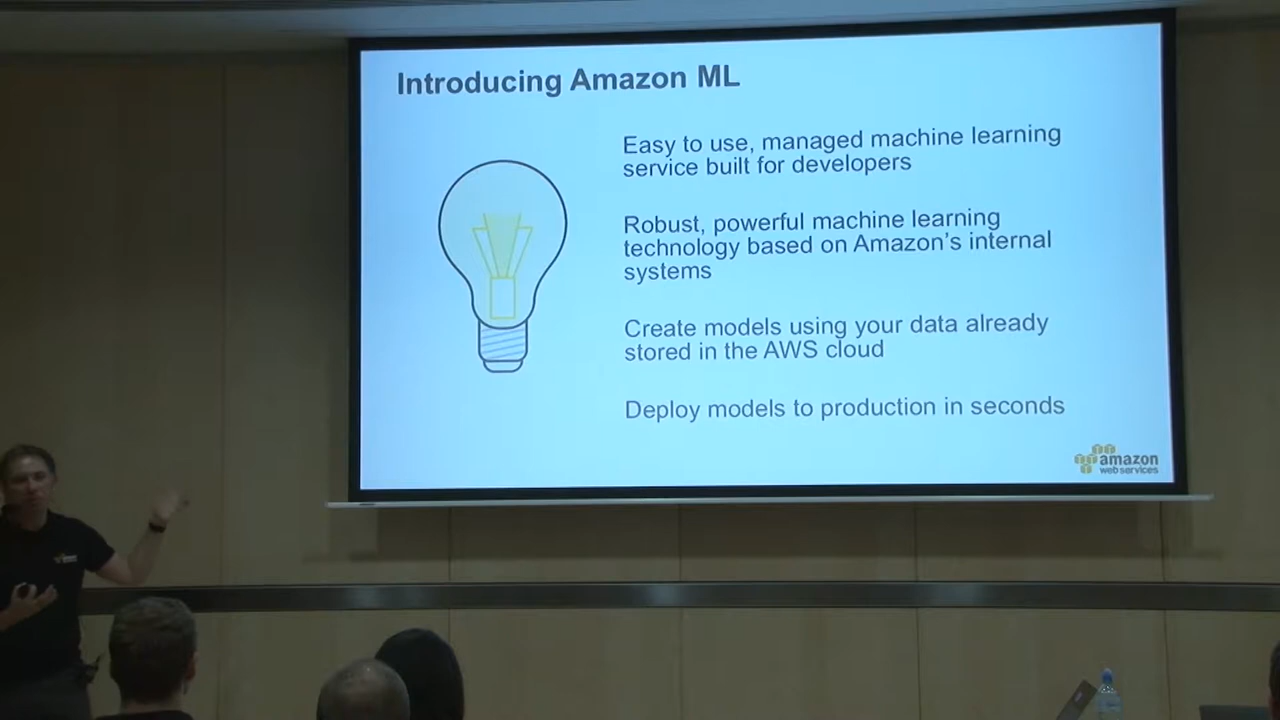 Introducing Amazon ML
Easy to use, managed machine learning
service built for developers
Robust, powerful machine learning
technology based on Amazon’s internal
systems
Create models using your data already
stored in the AWS cloud
Deploy models to production in seconds
amazon
web services